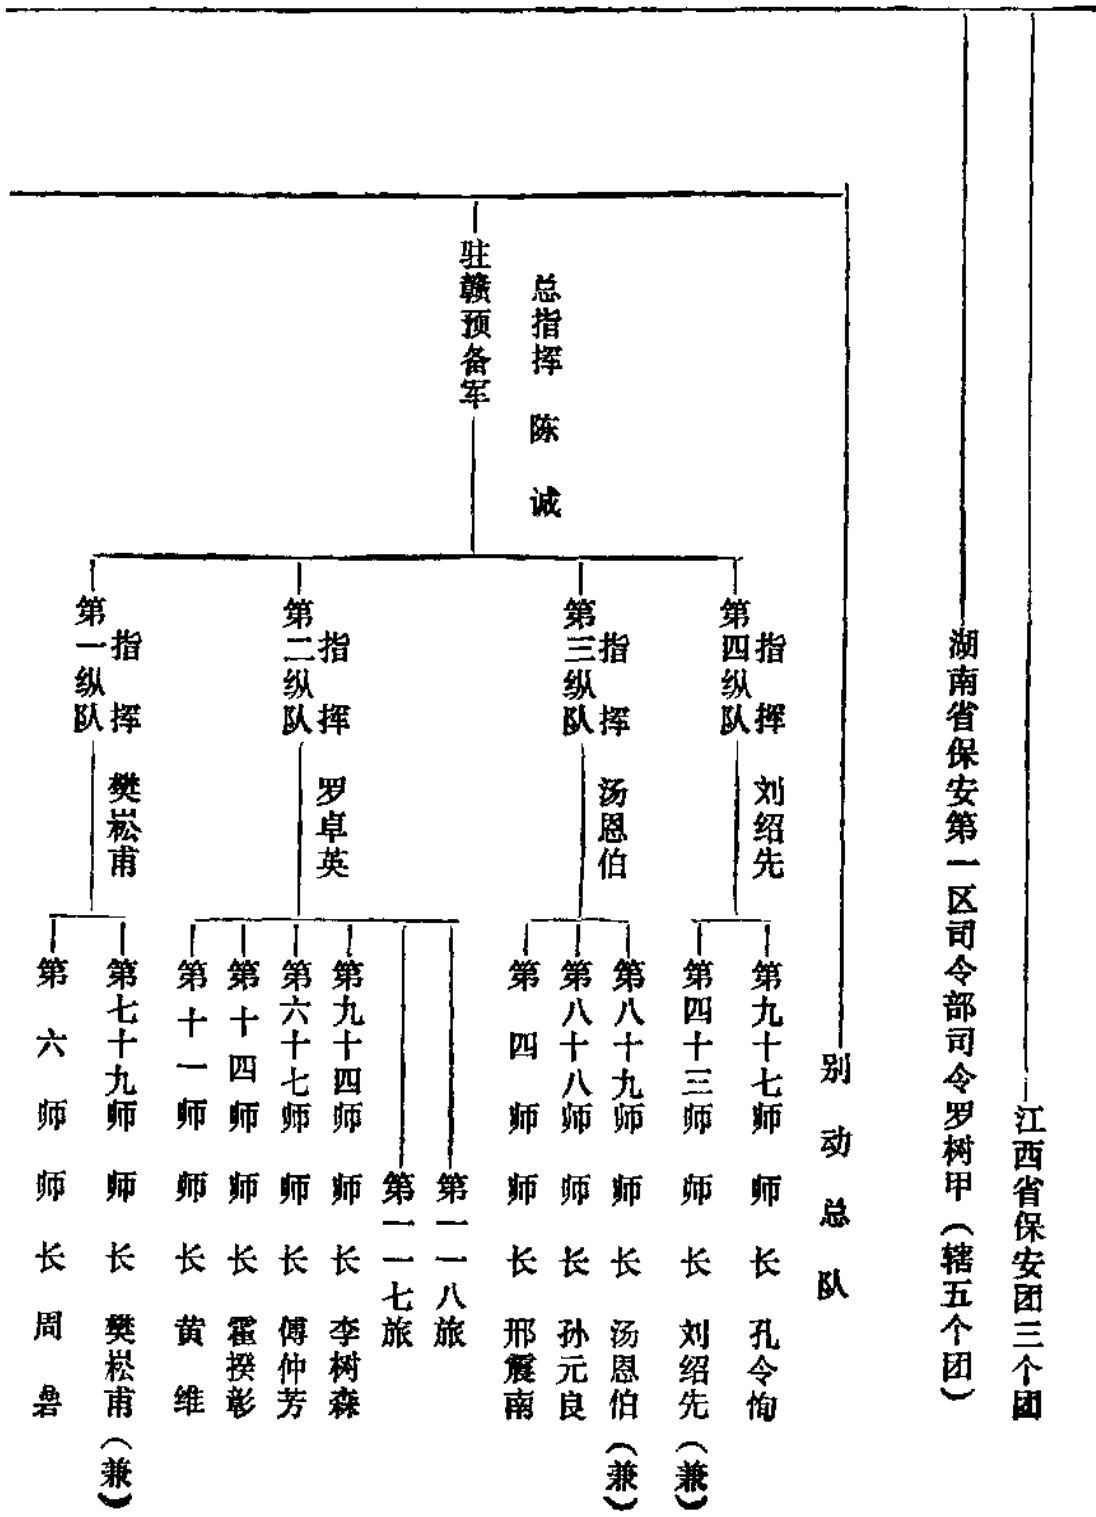 驻赣预备军
总指挥 陈诚
第一纵队
指挥 樊崧甫
第六师师长周碞
第七十九师师长樊崧甫（兼）
第二纵队
指挥 罗卓英
第十一师师长黄维
第十四师师长霍揆彰
第六十七师师长傅仲芳
第九十四师师长李树森
第一一七旅
第一一八旅
第三纵队
指挥 汤恩伯
第四师师长邢震南
第八十八师师长孙元良
第八十九师师长汤恩伯（兼）
第四纵队
指挥 刘绍先
第四十三师师长刘绍先（兼）
第九十七师师长孔令恂
别动总队
湖南省保安第一区司令部司令罗树甲（辖五个团）
江西省保安团三个团